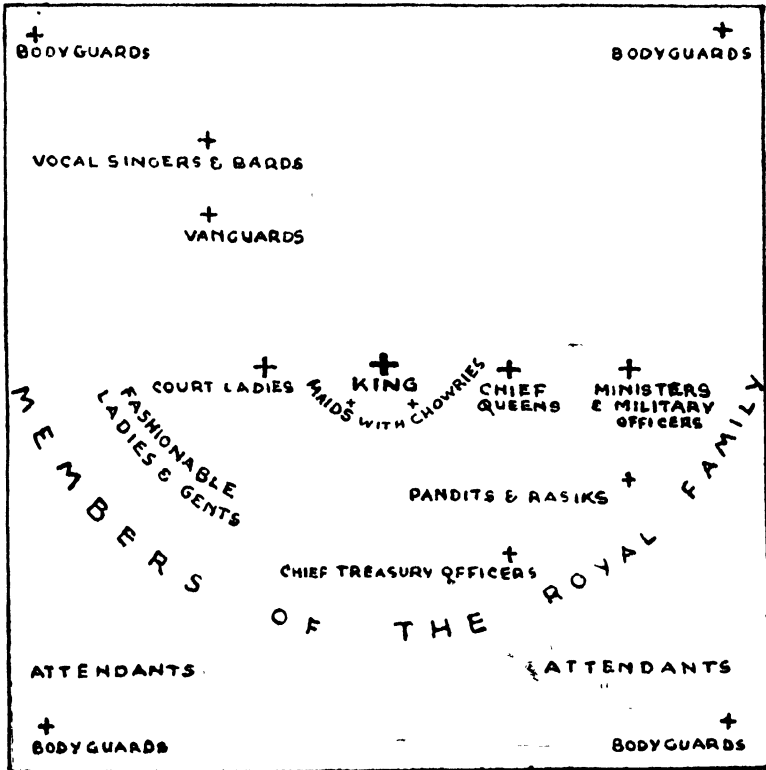 BODYGUARDS
BODYGUARDS
VOCAL SINGERS & BARDS
VANGUARDS
COURT LADIES
MAIDS WITH CHOWRIES
KING
CHIEF
QUEENS
MINISTERS
& MILITARY
OFFICERS
FASHIONABLE
LADIES & GENTS
PANDITS & RASIKS
CHIEF TREASURY OFFICERS
MEMBERS OF THE ROYAL FAMILY
ATTENDANTS
ATTENDANTS
BODYGUARDS
BODYGUARDS